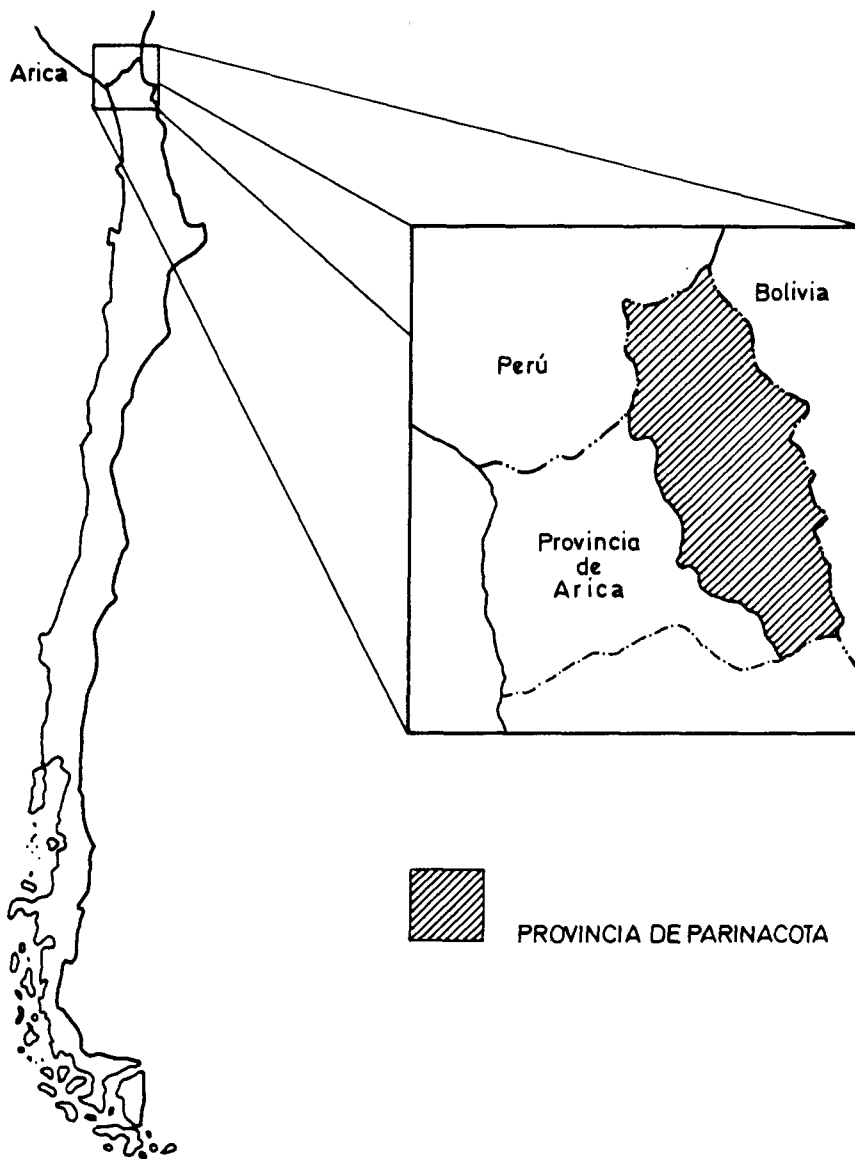 Arica
Bolivia
Perú
Provincia
de
Arica
PROVINCIA DE PARINACOTA